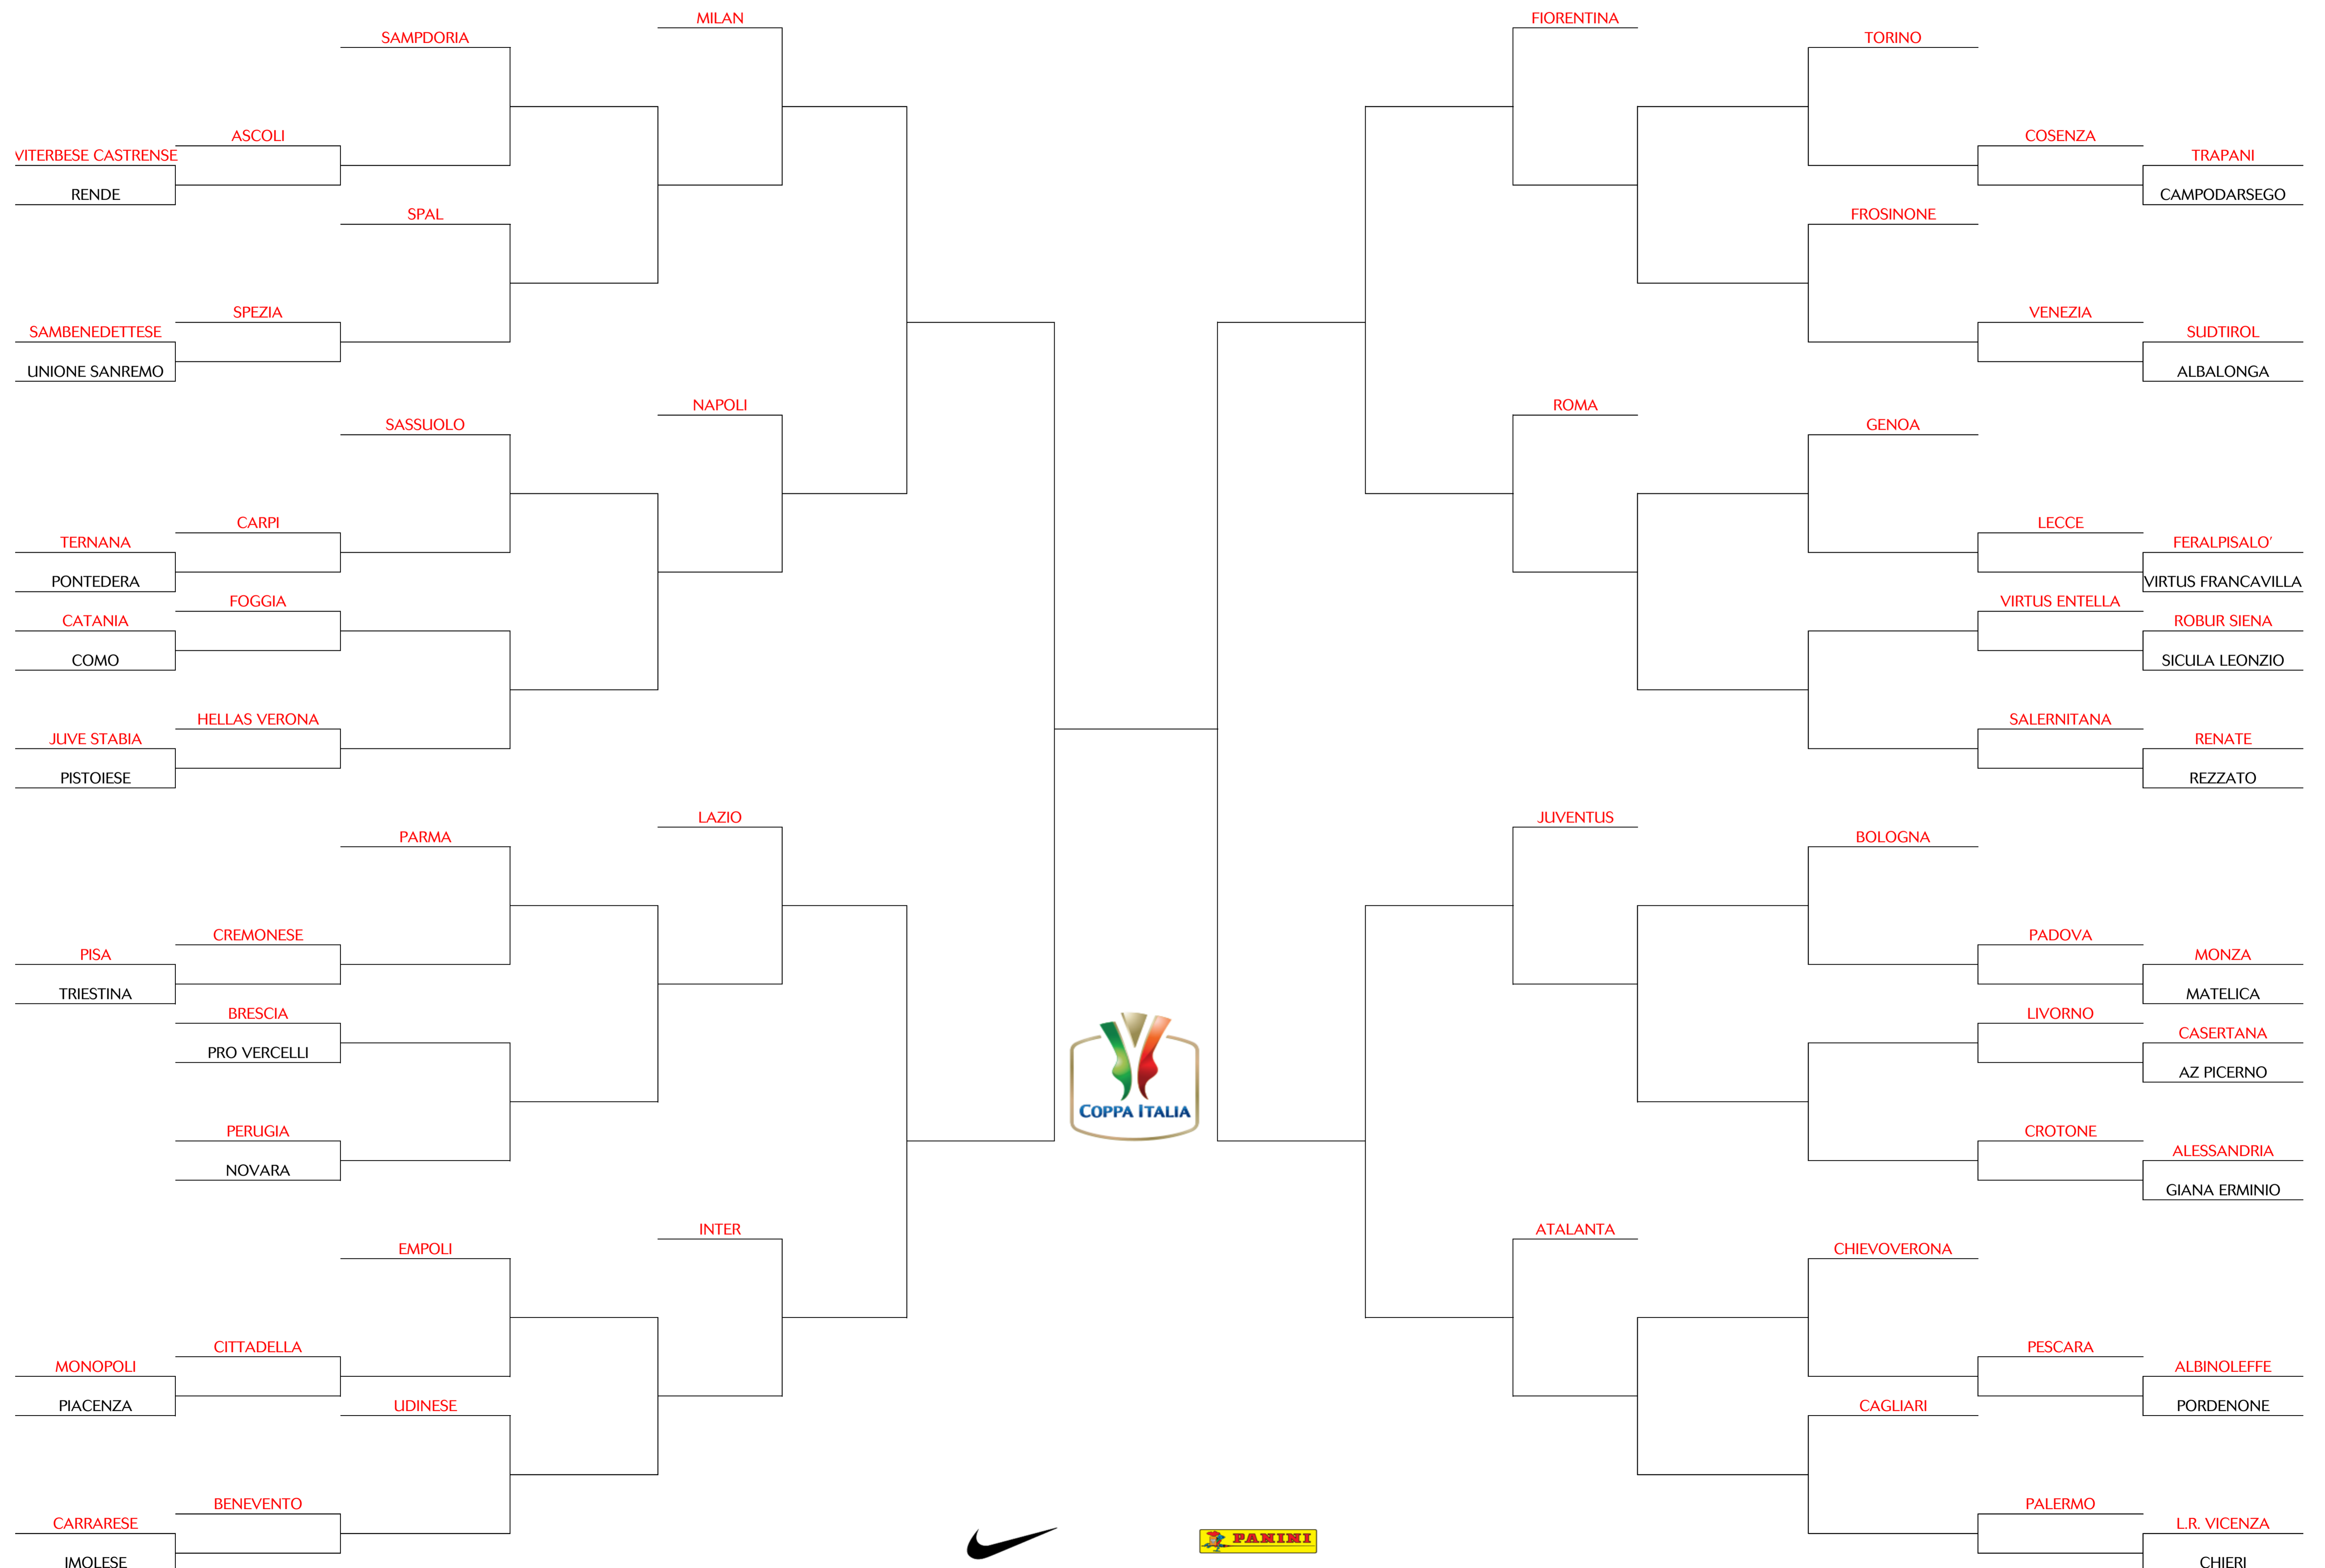 MILAN
FIORENTINA
SAMPDORIA
TORINO
ASCOLI
COSENZA
VITERBESE CASTRENSE
TRAPANI
RENDE
CAMPODARSEGO
SPAL
FROSINONE
SPEZIA
VENEZIA
SAMBENEDETTESE
SUDTIROL
UNIONE SANREMO
ALBALONGA
NAPOLI
ROMA
SASSUOLO
GENOA
CARPI
LECCE
TERNANA
FERALPISALO’
PONTEDERA
VIRTUS FRANCAVILLA
FOGGIA
VIRTUS ENTELLA
CATANIA
ROBUR SIENA
COMO
SICULA LEONZIO
HELLAS VERONA
SALERNITANA
JUVE STABIA
RENATE
PISTOIESE
REZZATO
LAZIO
JUVENTUS
PARMA
BOLOGNA
CREMONESE
PADOVA
PISA
MONZA
TRIESTINA
MATELICA
BRESCIA
LIVORNO
CASERTANA
PRO VERCELLI
AZ PICERNO
COPPA ITALIA
PERUGIA
CROTONE
ALESSANDRIA
NOVARA
GIANA ERMINIO
INTER
ATALANTA
EMPOLI
CHIEVOVERONA
CITTADELLA
PESCARA
MONOPOLI
ALBINOLEFFE
PIACENZA
UDINESE
CAGLIARI
PORDENONE
BENEVENTO
PALERMO
CARRARESE
L.R. VICENZA
PANINI
IMOLESE
CHIERI